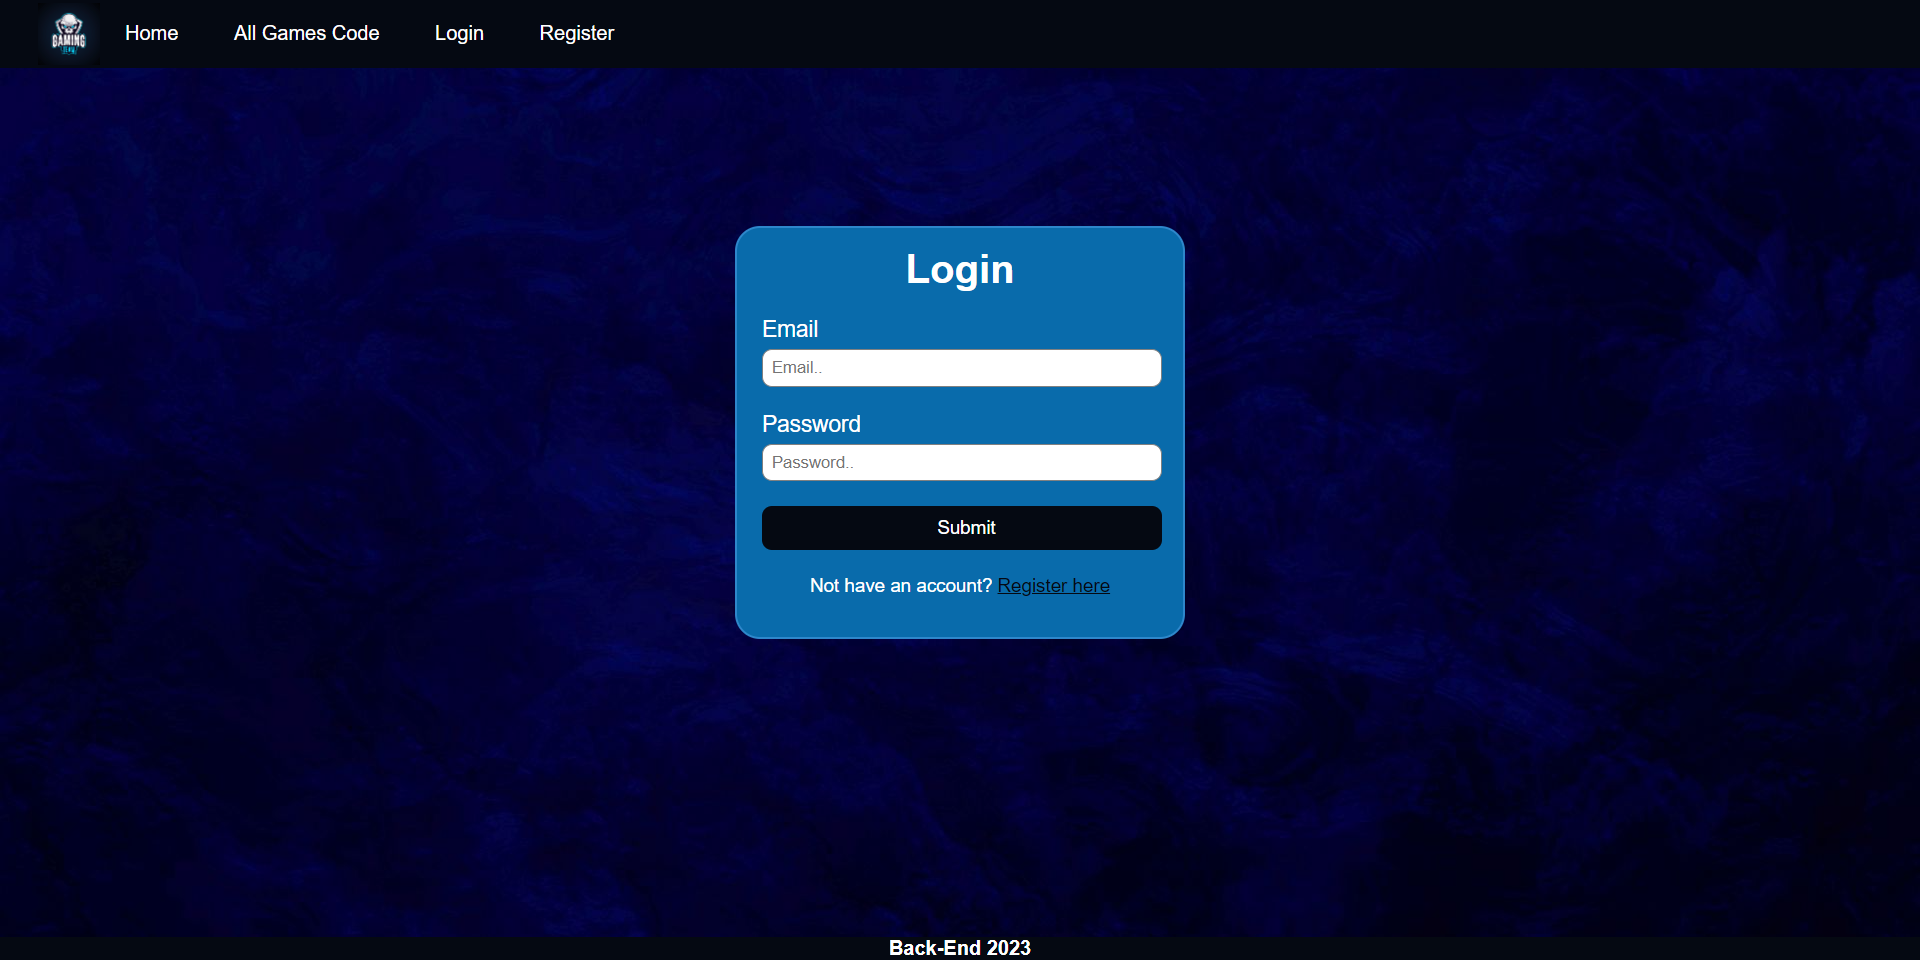 GAMING
Home
All Games Code
Login
Register
Login
Email
Email..
Password
Password..
Submit
Not have an account? Register here
Back-End 2023